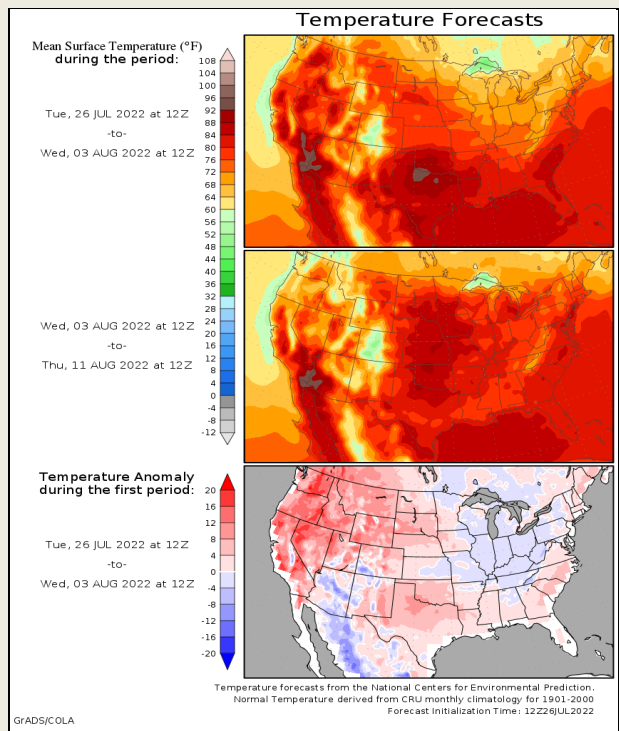 Temperature Forecasts
Mean Surface Temperature (°F)
during the period:
Tue, 26 JUL 2022 at 12Z
-to-
Wed, 03 AUG 2022 at 12Z
108
104
100
96
92
88
84
80
76
72
68
64
60
56
52
48
44
40
36
32
28
24
20
16
12
8
4
0
-4
-8
-12
Wed, 03 AUG 2022 at 12Z
-to-
Thu, 11 AUG 2022 at 12Z
Temperature Anomaly
during the first period:
Tue, 26 JUL 2022 at 12Z
-to-
Wed, 03 AUG 2022 at 12Z
20
16
12
8
4
0
-4
-8
-12
-16
-20
Temperature forecasts from the National Centers for Environmental Prediction.
Normal Temperature derived from CRU monthly climatology for 1901-2000
Forecast Initialization Time: 12Z26JUL2022
GrADS/COLA